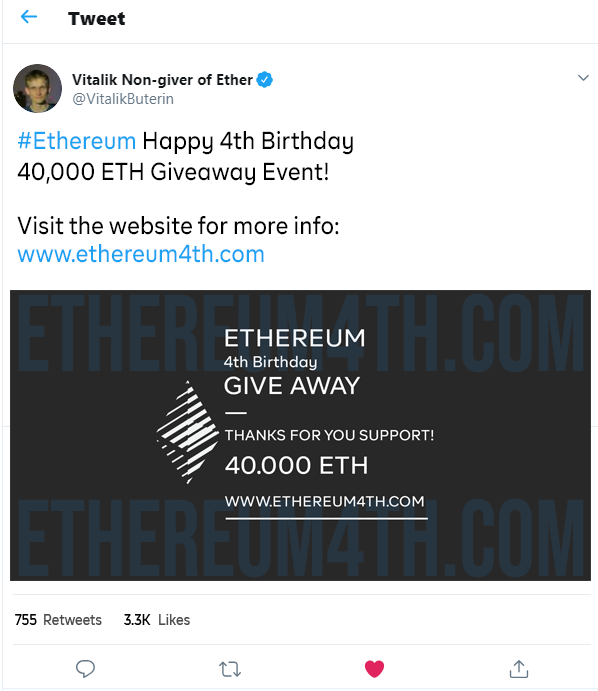 Tweet
Vitalik Non-giver of Ether
@VitalikButerin
#Ethereum Happy 4th Birthday
40,000 ETH Giveaway Event!
Visit the website for more info:
www.ethereum4th.com
ETHEREUM4TH.COM
ETHEREUM
4th Birthday
GIVE AWAY
THANKS FOR YOU SUPPORT!
40.000 ETH
WWW.ETHEREUM4TH.COM
ETHEREUM4TH.COM
755 Retweets 3.3K Likes